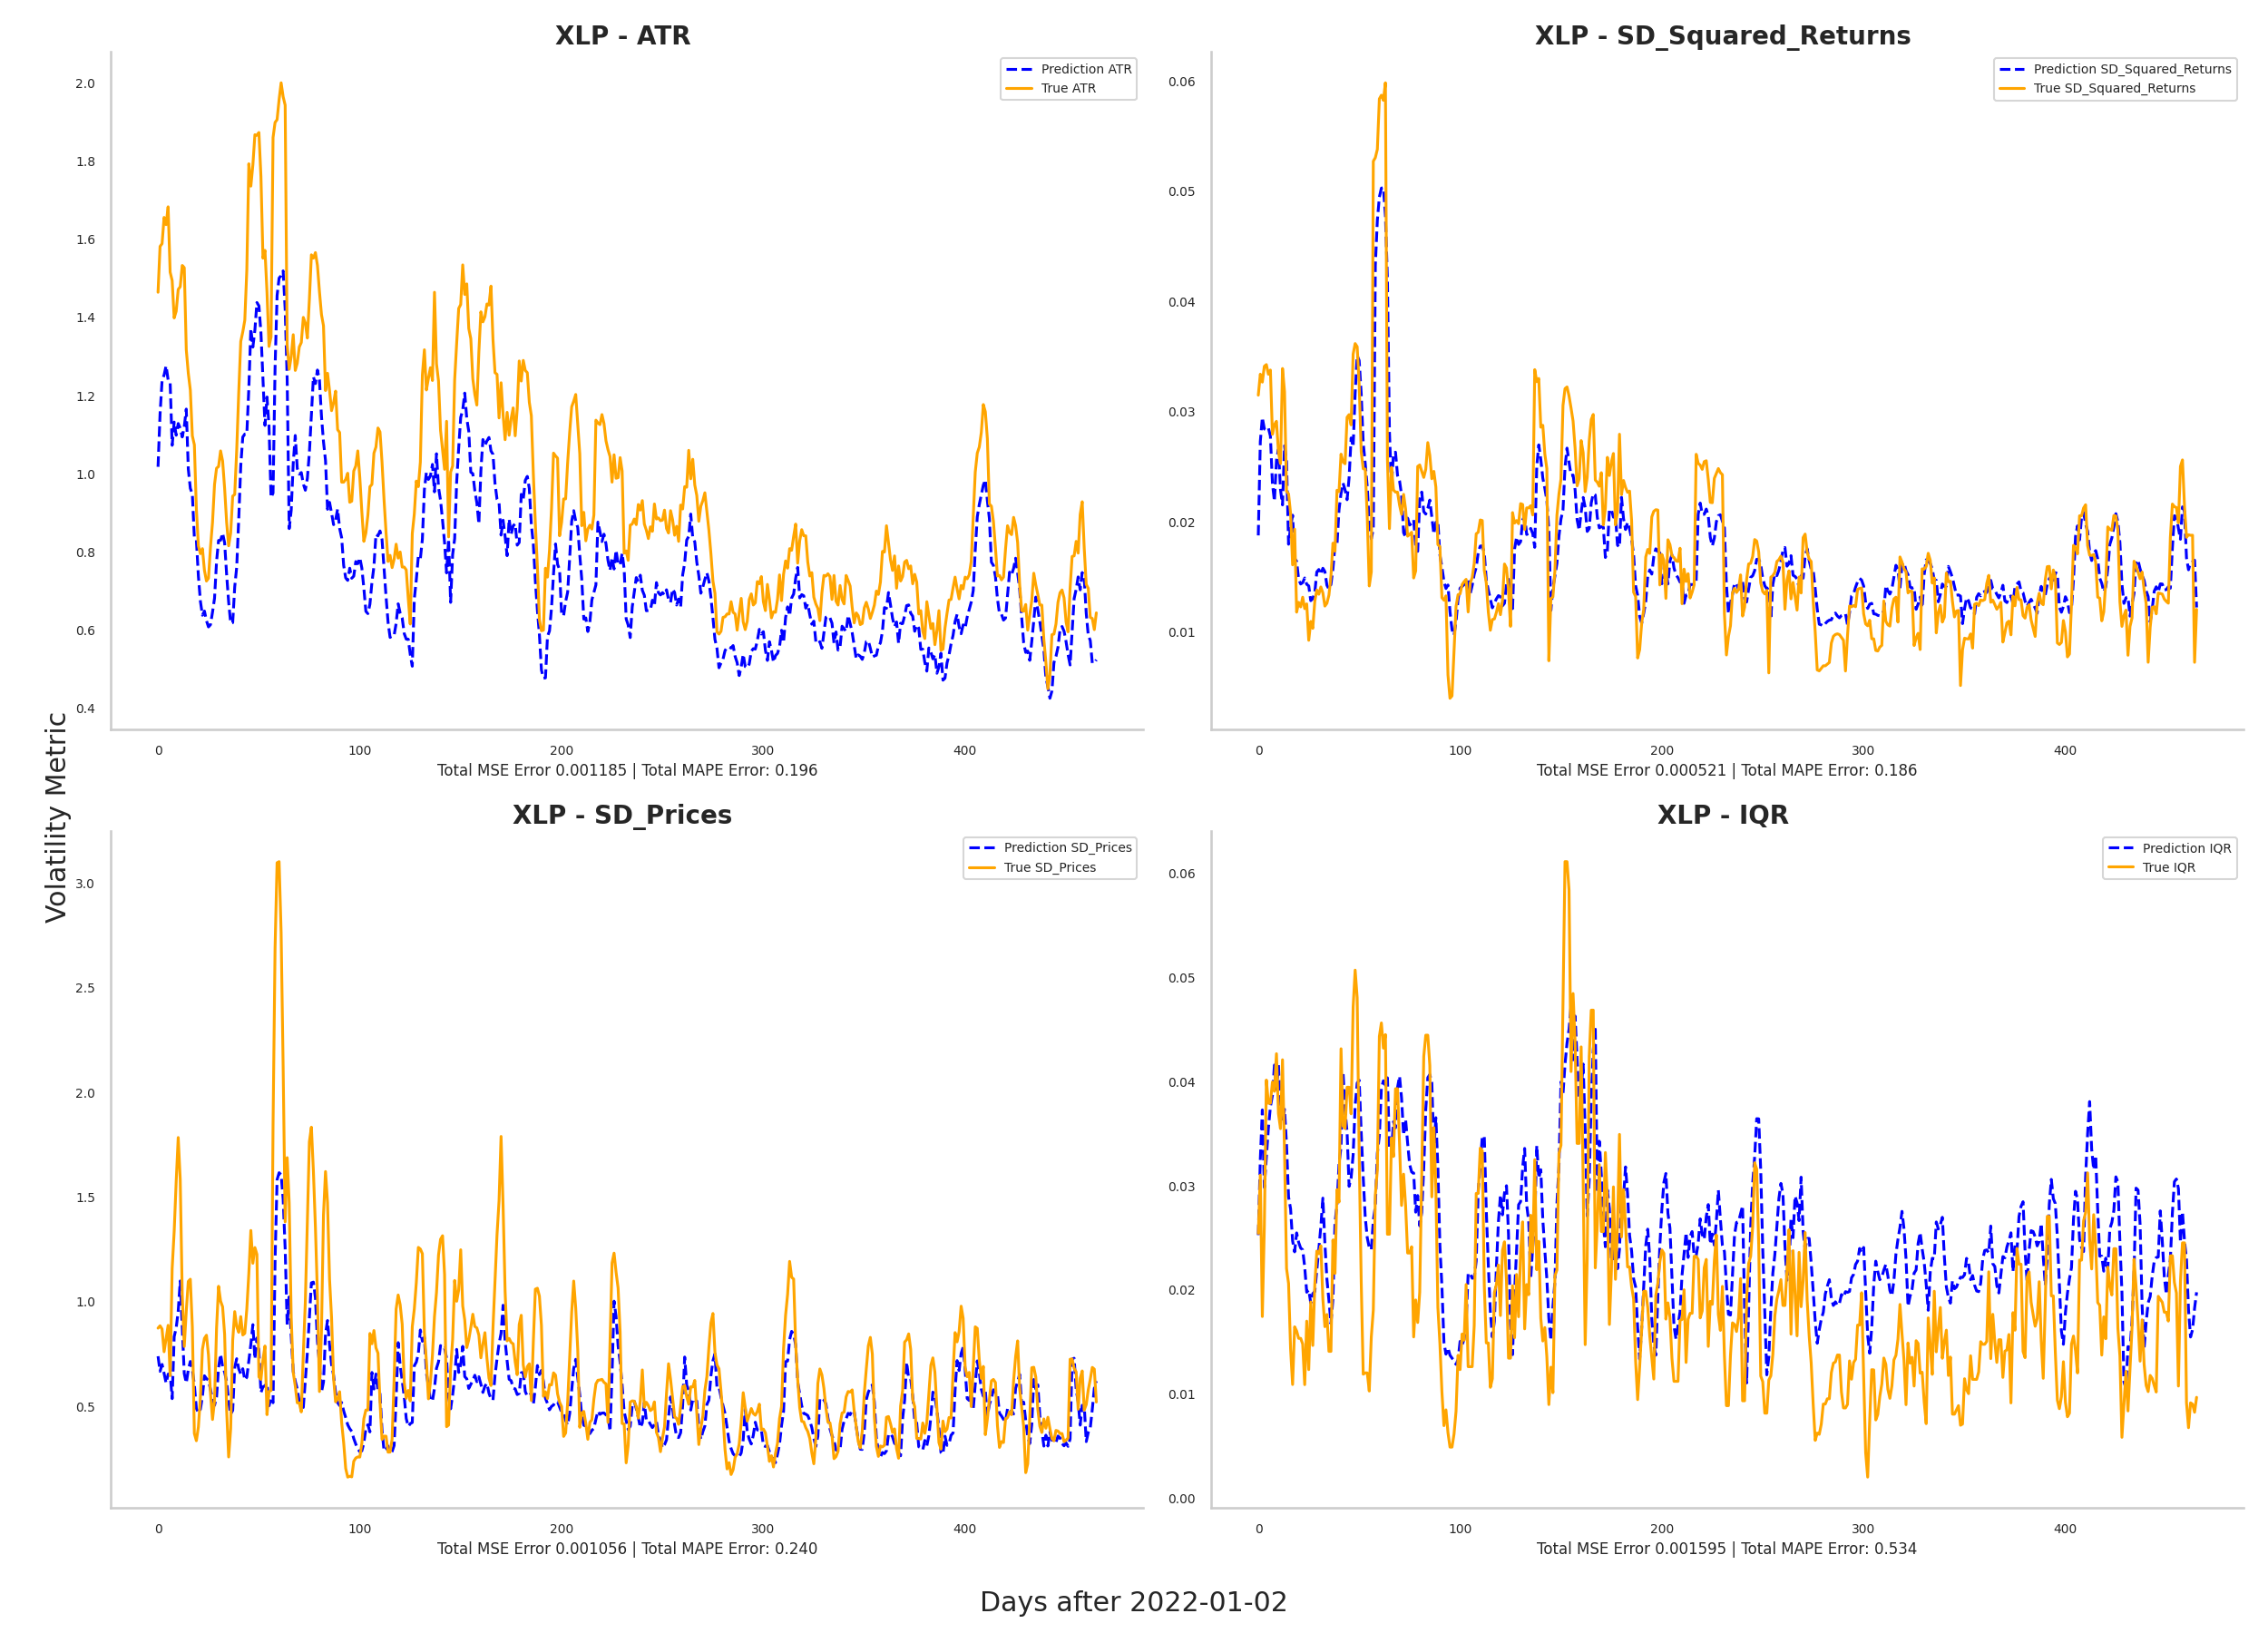 XLP - ATR
Prediction ATR
True ATR
2.0
1.8
1.6
1.4
1.2
1.0
0.8
0.6
0.4
0 100 200 300 400
Total MSE Error 0.001185 | Total MAPE Error: 0.196
XLP - SD_Squared_Returns
Prediction SD_Squared_Returns
True SD_Squared_Returns
0.06
0.05
0.04
0.03
0.02
0.01
0 100 200 300 400
Total MSE Error 0.000521 | Total MAPE Error: 0.186
Volatility Metric
XLP - SD_Prices
Prediction SD_Prices
True SD_Prices
3.0
2.5
2.0
1.5
1.0
0.5
0 100 200 300 400
Total MSE Error 0.001056 | Total MAPE Error: 0.240
XLP - IQR
Prediction IQR
True IQR
0.06
0.05
0.04
0.03
0.02
0.01
0.00
0 100 200 300 400
Total MSE Error 0.001595 | Total MAPE Error: 0.534
Days after 2022-01-02